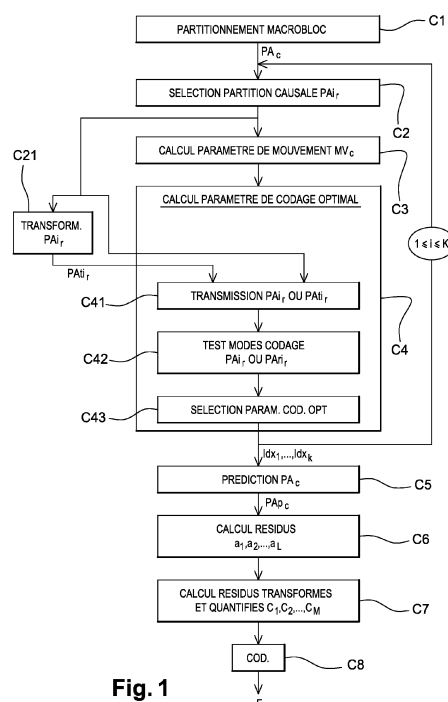 C1
PARTITIONNEMENT MACROBLOC
PAc
SELECTION PARTITION CAUSALE PAir
C2
CALCUL PARAMETRE DE MOUVEMENT MVc
C3
C21
CALCUL PARAMETRE DE CODAGE OPTIMAL
TRANSFORM.
PAir
1 ≤ i ≤ K
PAtir
C41
TRANSMISSION PAir OU PAtir
C4
C42
TEST MODES CODAGE
PAir OU PArir
C43
SELECTION PARAM. COD. OPT
Idx1,...,Idxk
PREDICTION PAc
C5
PApc
CALCUL RESIDUS
a1,a2,...,aL
C6
CALCUL RESIDUS TRANSFORMES
ET QUANTIFIES C1,C2,...,CM
C7
COD.
C8
Fig. 1